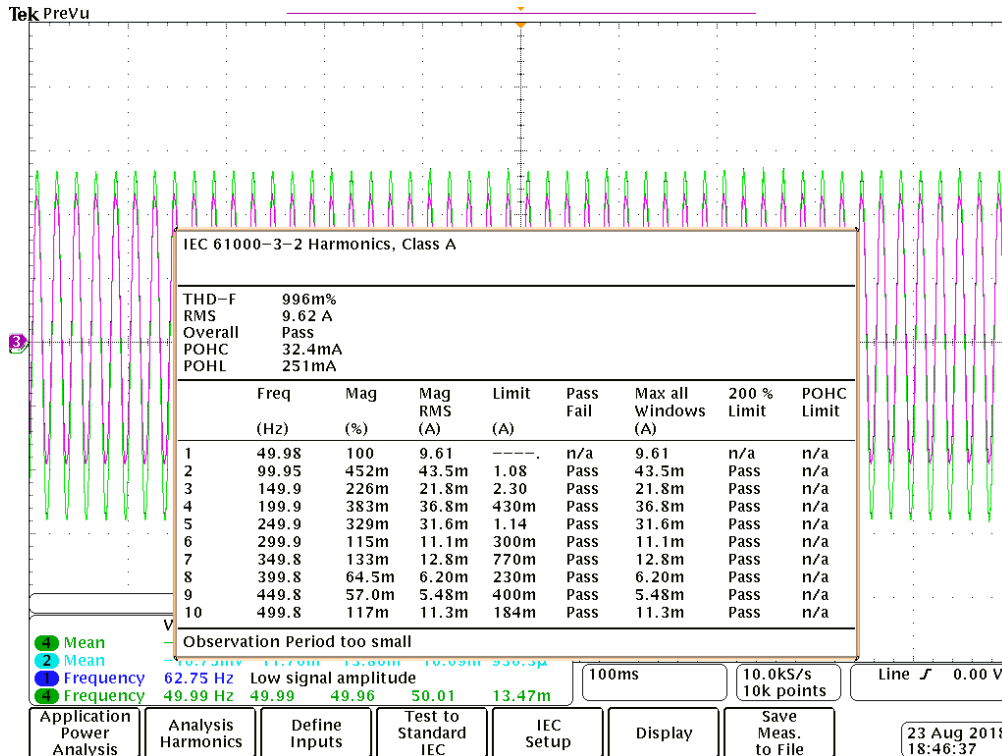 Tek PreVu
3
IEC 61000-3-2 Harmonics, Class A
THD-F 996m%
RMS 9.62 A
Overall Pass
POHC 32.4mA
POHL 251mA
Freq Mag Mag Limit Pass Max all 200 % POHC
RMS Fail Windows Limit Limit
(Hz) (%) (A) (A) (A)
1 49.98 100 9.61 ----. n/a 9.61 n/a n/a
2 99.95 452m 43.5m 1.08 Pass 43.5m Pass n/a
3 149.9 226m 21.8m 2.30 Pass 21.8m Pass n/a
4 199.9 383m 36.8m 430m Pass 36.8m Pass n/a
5 249.9 329m 31.6m 1.14 Pass 31.6m Pass n/a
6 299.9 115m 11.1m 300m Pass 11.1m Pass n/a
7 349.8 133m 12.8m 770m Pass 12.8m Pass n/a
8 399.8 64.5m 6.20m 230m Pass 6.20m Pass n/a
9 449.8 57.0m 5.48m 400m Pass 5.48m Pass n/a
10 499.8 117m 11.3m 184m Pass 11.3m Pass n/a
Observation Period too small
V
4 Mean
2 Mean
1 Frequency 62.75 Hz Low signal amplitude
4 Frequency 49.99 Hz 49.99 49.96 50.01 13.47m
100ms
10.0kS/s
10k points
Line 0.00 V
Application
Power
Analysis
Analysis
Harmonics
Define
Inputs
Test to
Standard
IEC
IEC
Setup
Display
Save
Meas.
to File
23 Aug 2018
18:46:37